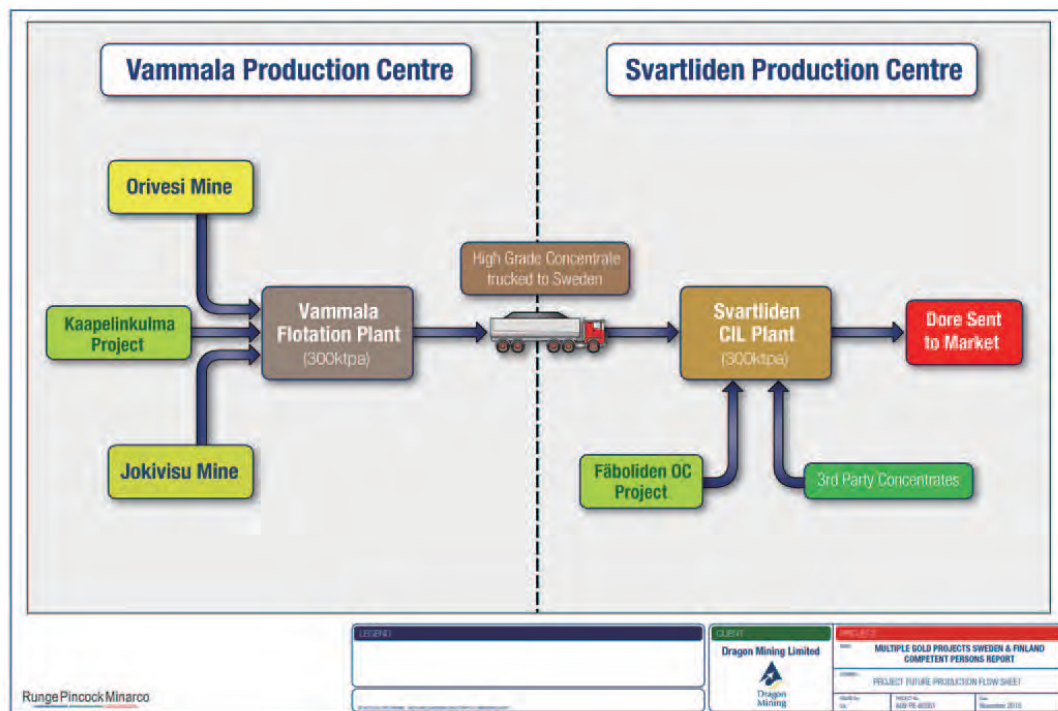 Vammala Production Centre
Svartliden Production Centre
Orivesi Mine
Kaapelinkulma
Project
Jokivisu Mine
Vammala
Flotation Plant
(300ktpa)
High Grade Concentrate
trucked to Sweden
Svartliden
CIL Plant
(300ktpa)
Dore Sent
to Market
Fäboliden OC
Project
3rd Party Concentrates
LEGEND
CLIENT
Dragon Mining Limited
Dragon
Mining
PROJECT
MULTIPLE GOLD PROJECTS SWEDEN & FINLAND
COMPETENT PERSONS REPORT
PROJECT FUTURE PRODUCTION FLOW SHEET
November 2018
RungePincockMinarco